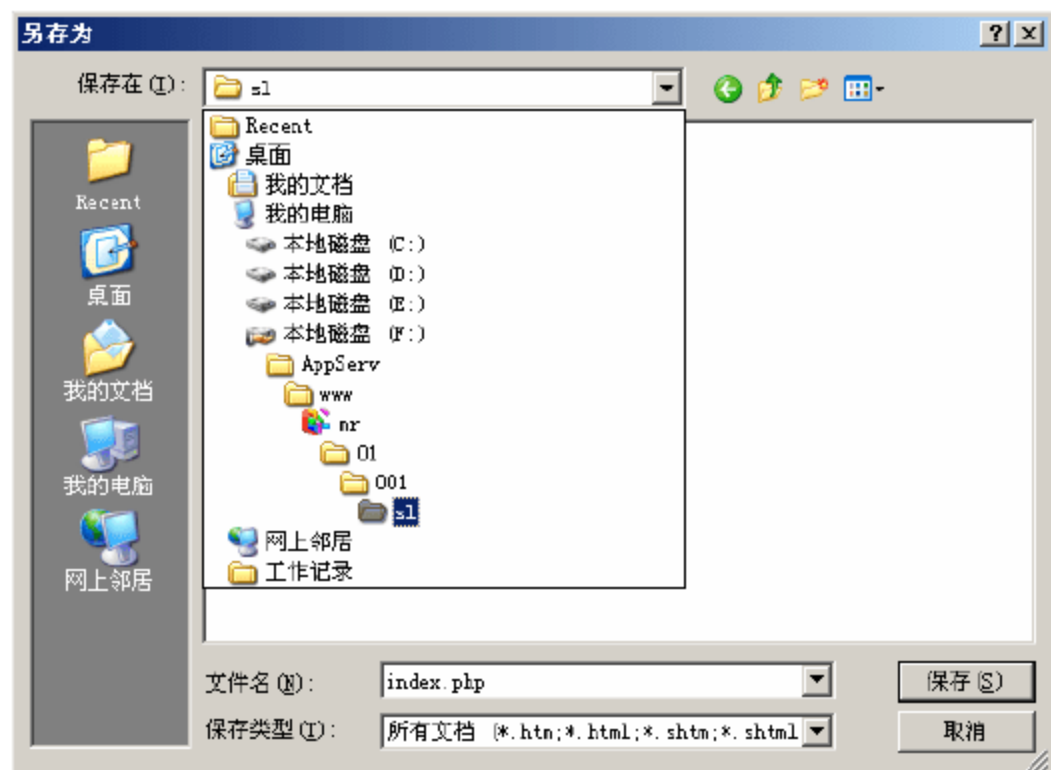 另存为
保存在(I):
sl
Recent
桌面
我的文档
我的电脑
本地磁盘 (C:)
本地磁盘 (D:)
本地磁盘 (E:)
本地磁盘 (F:)
AppServ
www
nr
01
001
sl
网上邻居
工作记录
Recent
桌面
我的文档
我的电脑
网上邻居
文件名(N):
index.php
保存(S)
保存类型(T):
所有文档 (*.htm;*.html;*.shtm;*.shtml
取消